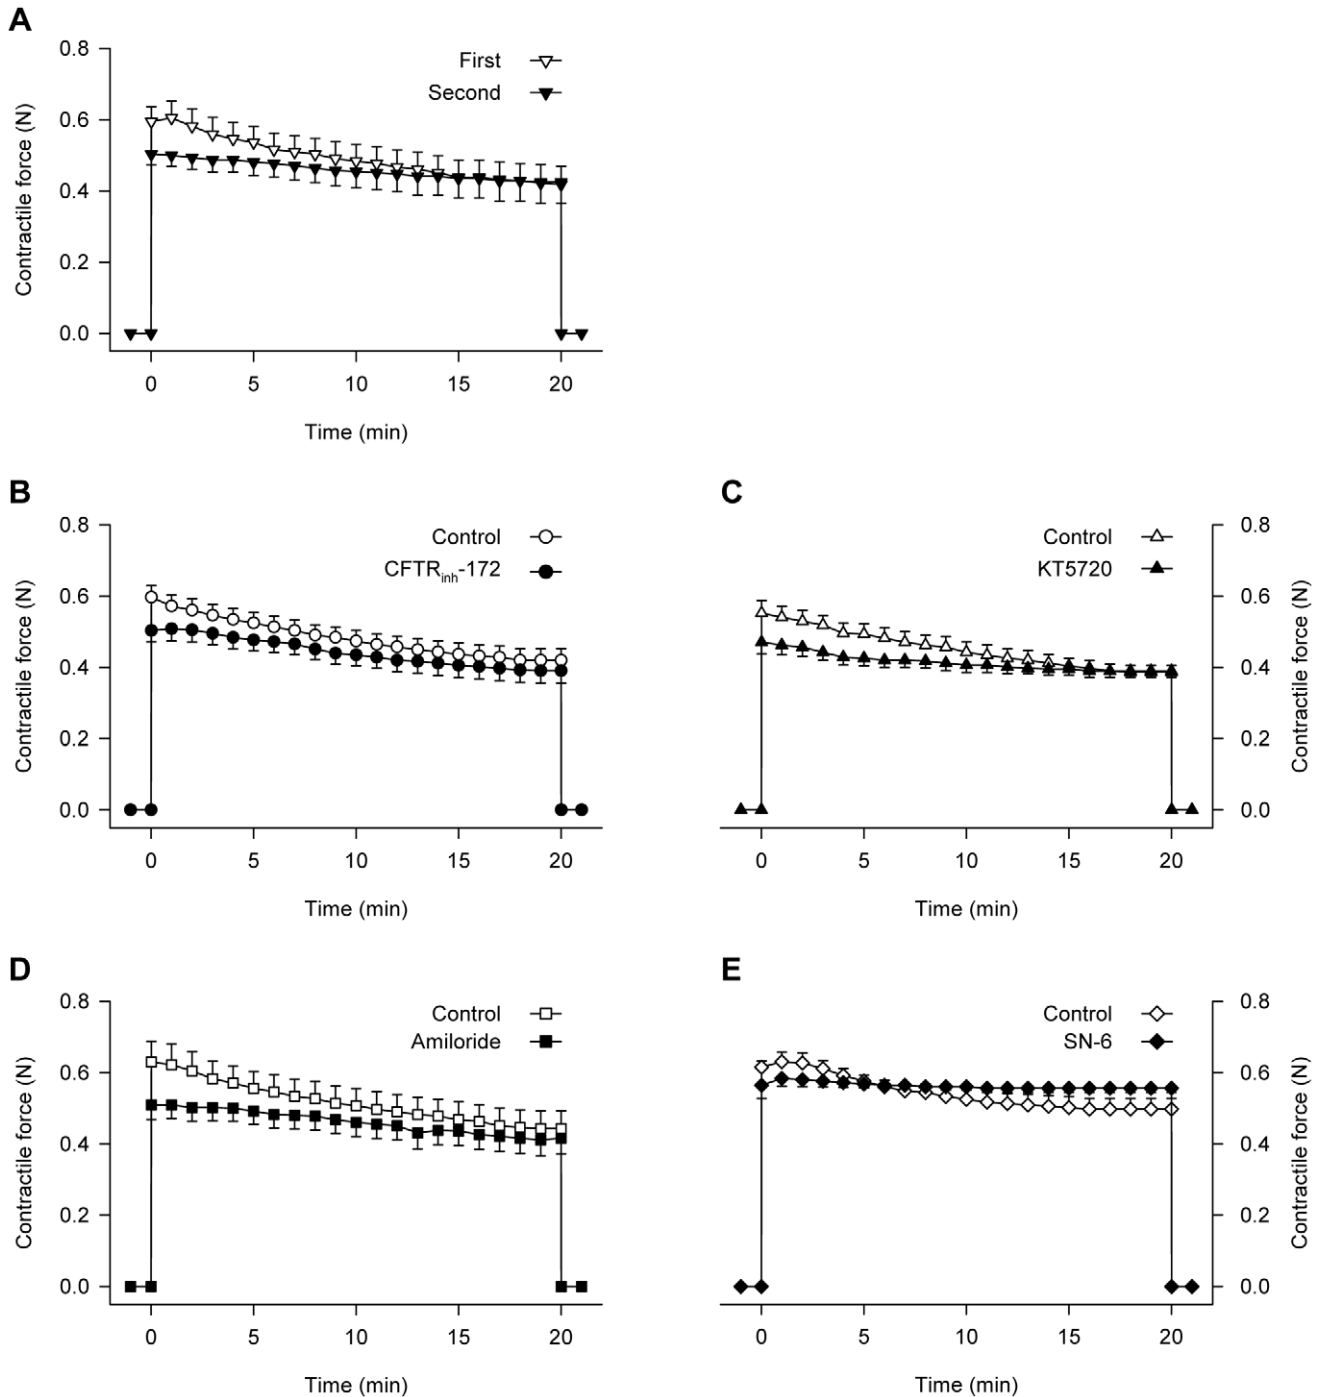 A
0.8
0.6
0.4
0.2
0.0
Contractile force (N)
First
Second
0 5 10 15 20
Time (min)
B
0.8
0.6
0.4
0.2
0.0
Contractile force (N)
Control
CFTRinh-172
0 5 10 15 20
Time (min)
C
Control
KT5720
0.8
0.6
0.4
0.2
0.0
Contractile force (N)
0 5 10 15 20
Time (min)
D
0.8
0.6
0.4
0.2
0.0
Contractile force (N)
Control
Amiloride
0 5 10 15 20
Time (min)
E
Control
SN-6
0.8
0.6
0.4
0.2
0.0
Contractile force (N)
0 5 10 15 20
Time (min)